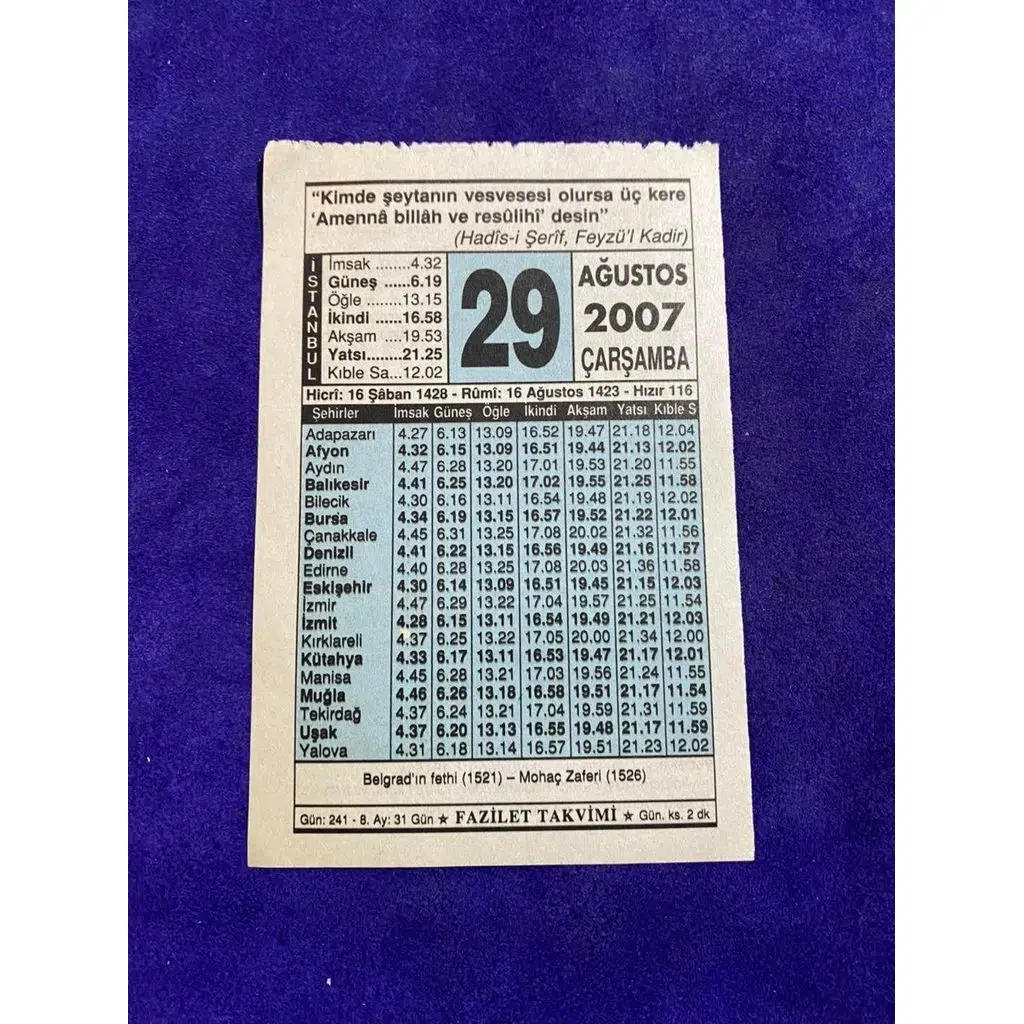 “Kimde şeytanın vesvesesi olursa üç kere
‘Amennâ billâh ve resûlihî’ desin”
(Hadîs-i Şerîf, Feyzü’l Kadir)
İSTANBUL
İmsak ........4.32
Güneş ......6.19
Öğle ........13.15
İkindi ......16.58
Akşam ....19.53
Yatsı........21.25
Kıble Sa...12.02
29
AĞUSTOS
2007
ÇARŞAMBA
Hicrî: 16 Şâban 1428 - Rûmî: 16 Ağustos 1423 - Hızır 116
Şehirler İmsak Güneş Öğle İkindi Akşam Yatsı Kıble S
Adapazarı 4.27 6.13 13.09 16.52 19.47 21.18 12.04
Afyon 4.32 6.15 13.09 16.51 19.44 21.13 12.02
Aydın 4.47 6.28 13.20 17.01 19.53 21.20 11.55
Balıkesir 4.41 6.25 13.20 17.02 19.55 21.25 11.58
Bilecik 4.30 6.16 13.11 16.54 19.48 21.19 12.02
Bursa 4.34 6.19 13.15 16.57 19.52 21.22 12.01
Çanakkale 4.45 6.31 13.25 17.08 20.02 21.32 11.56
Denizli 4.41 6.22 13.15 16.56 19.49 21.16 11.57
Edirne 4.40 6.28 13.25 17.08 20.03 21.36 11.58
Eskişehir 4.30 6.14 13.09 16.51 19.45 21.15 12.03
İzmir 4.47 6.29 13.22 17.04 19.57 21.25 11.54
İzmit 4.28 6.15 13.11 16.54 19.49 21.21 12.03
Kırklareli 4.37 6.25 13.22 17.05 20.00 21.34 12.00
Kütahya 4.33 6.17 13.11 16.53 19.47 21.17 12.01
Manisa 4.45 6.28 13.21 17.03 19.56 21.24 11.55
Muğla 4.46 6.26 13.18 16.58 19.51 21.17 11.54
Tekirdağ 4.37 6.24 13.21 17.04 19.59 21.31 11.59
Uşak 4.37 6.20 13.13 16.55 19.48 21.17 11.59
Yalova 4.31 6.18 13.14 16.57 19.51 21.23 12.02
Belgrad’ın fethi (1521) – Mohaç Zaferi (1526)
Gün: 241 - 8. Ay: 31 Gün ★ FAZİLET TAKVİMİ ★ Gün. ks. 2 dk